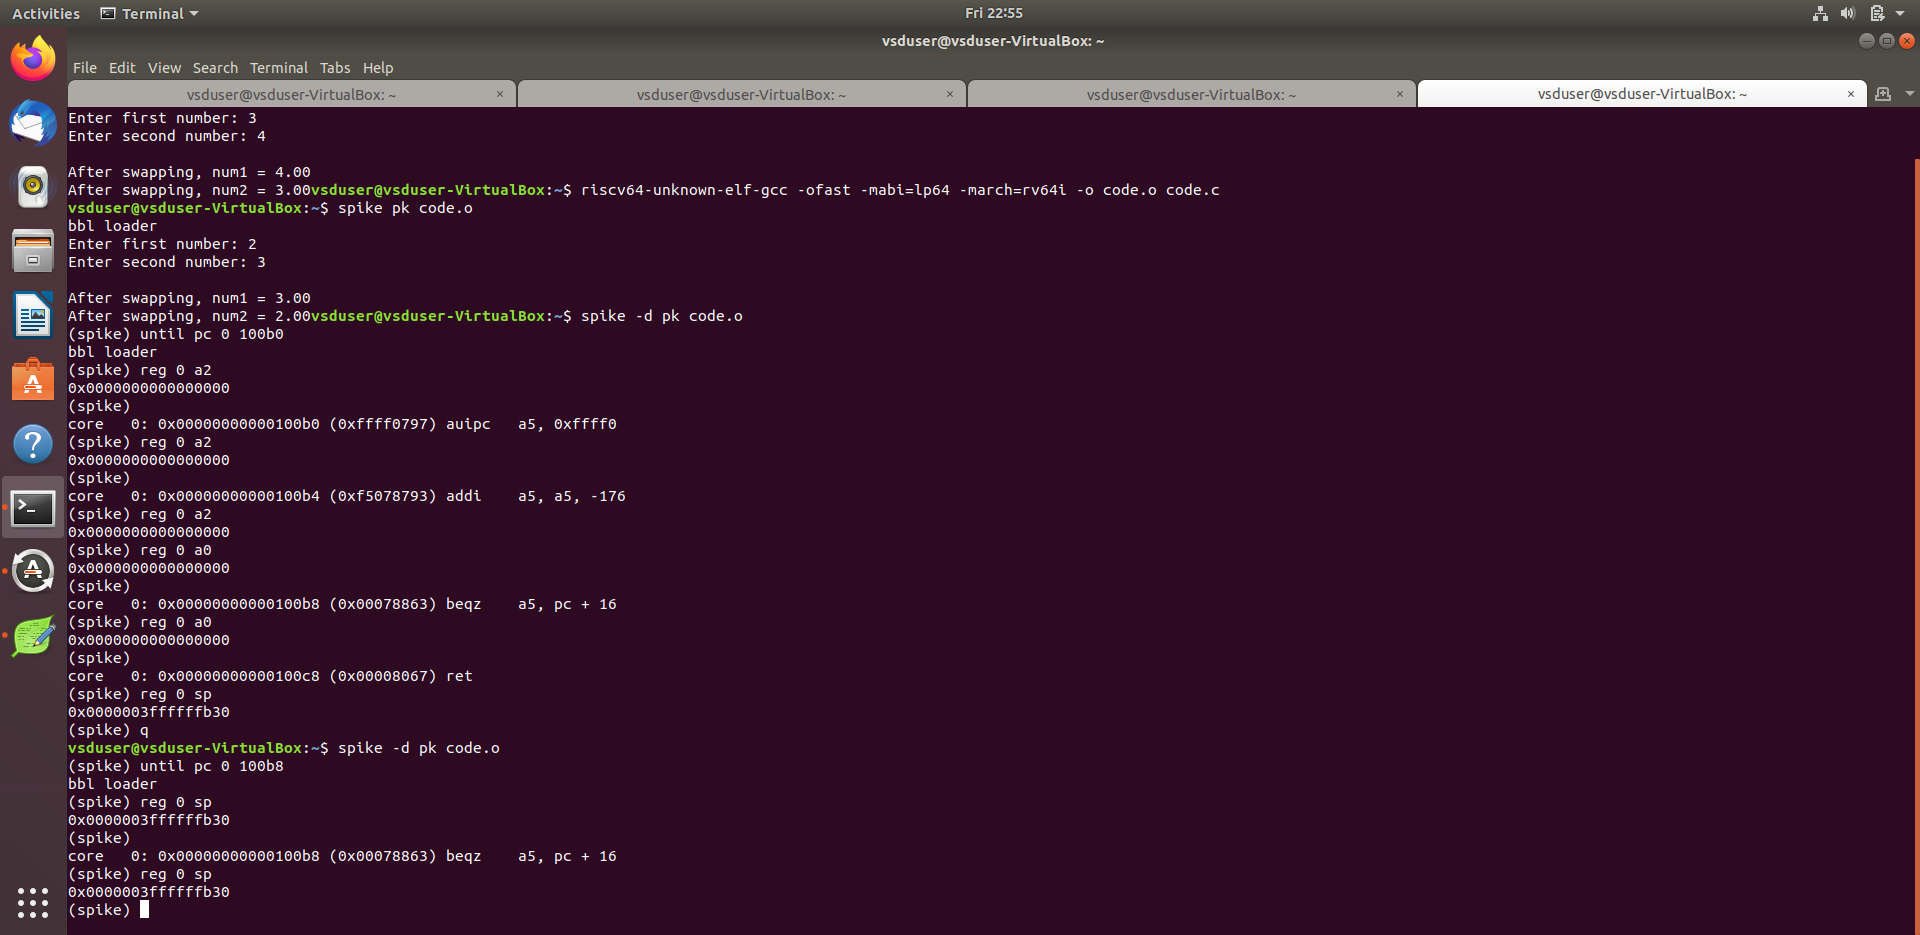 Activities Terminal Fri 22:55
vsduser@vsduser-VirtualBox: ~
File Edit View Search Terminal Tabs Help
vsduser@vsduser-VirtualBox: ~ × vsduser@vsduser-VirtualBox: ~ × vsduser@vsduser-VirtualBox: ~ × vsduser@vsduser-VirtualBox: ~ ×
Enter first number: 3
Enter second number: 4
After swapping, num1 = 4.00
After swapping, num2 = 3.00vsduser@vsduser-VirtualBox:~$ riscv64-unknown-elf-gcc -ofast -mabi=lp64 -march=rv64i -o code.o code.c
vsduser@vsduser-VirtualBox:~$ spike pk code.o
bbl loader
Enter first number: 2
Enter second number: 3
After swapping, num1 = 3.00
After swapping, num2 = 2.00vsduser@vsduser-VirtualBox:~$ spike -d pk code.o
(spike) until pc 0 100b0
bbl loader
(spike) reg 0 a2
0x0000000000000000
(spike)
core   0: 0x00000000000100b0 (0xffff0797) auipc   a5, 0xffff0
(spike) reg 0 a2
0x0000000000000000
(spike)
core   0: 0x00000000000100b4 (0xf5078793) addi    a5, a5, -176
(spike) reg 0 a2
0x0000000000000000
(spike) reg 0 a0
0x0000000000000000
(spike)
core   0: 0x00000000000100b8 (0x00078863) beqz    a5, pc + 16
(spike) reg 0 a0
0x0000000000000000
(spike)
core   0: 0x00000000000100c8 (0x00008067) ret
(spike) reg 0 sp
0x0000003ffffffb30
(spike) q
vsduser@vsduser-VirtualBox:~$ spike -d pk code.o
(spike) until pc 0 100b8
bbl loader
(spike) reg 0 sp
0x0000003ffffffb30
(spike)
core   0: 0x00000000000100b8 (0x00078863) beqz    a5, pc + 16
(spike) reg 0 sp
0x0000003ffffffb30
(spike)